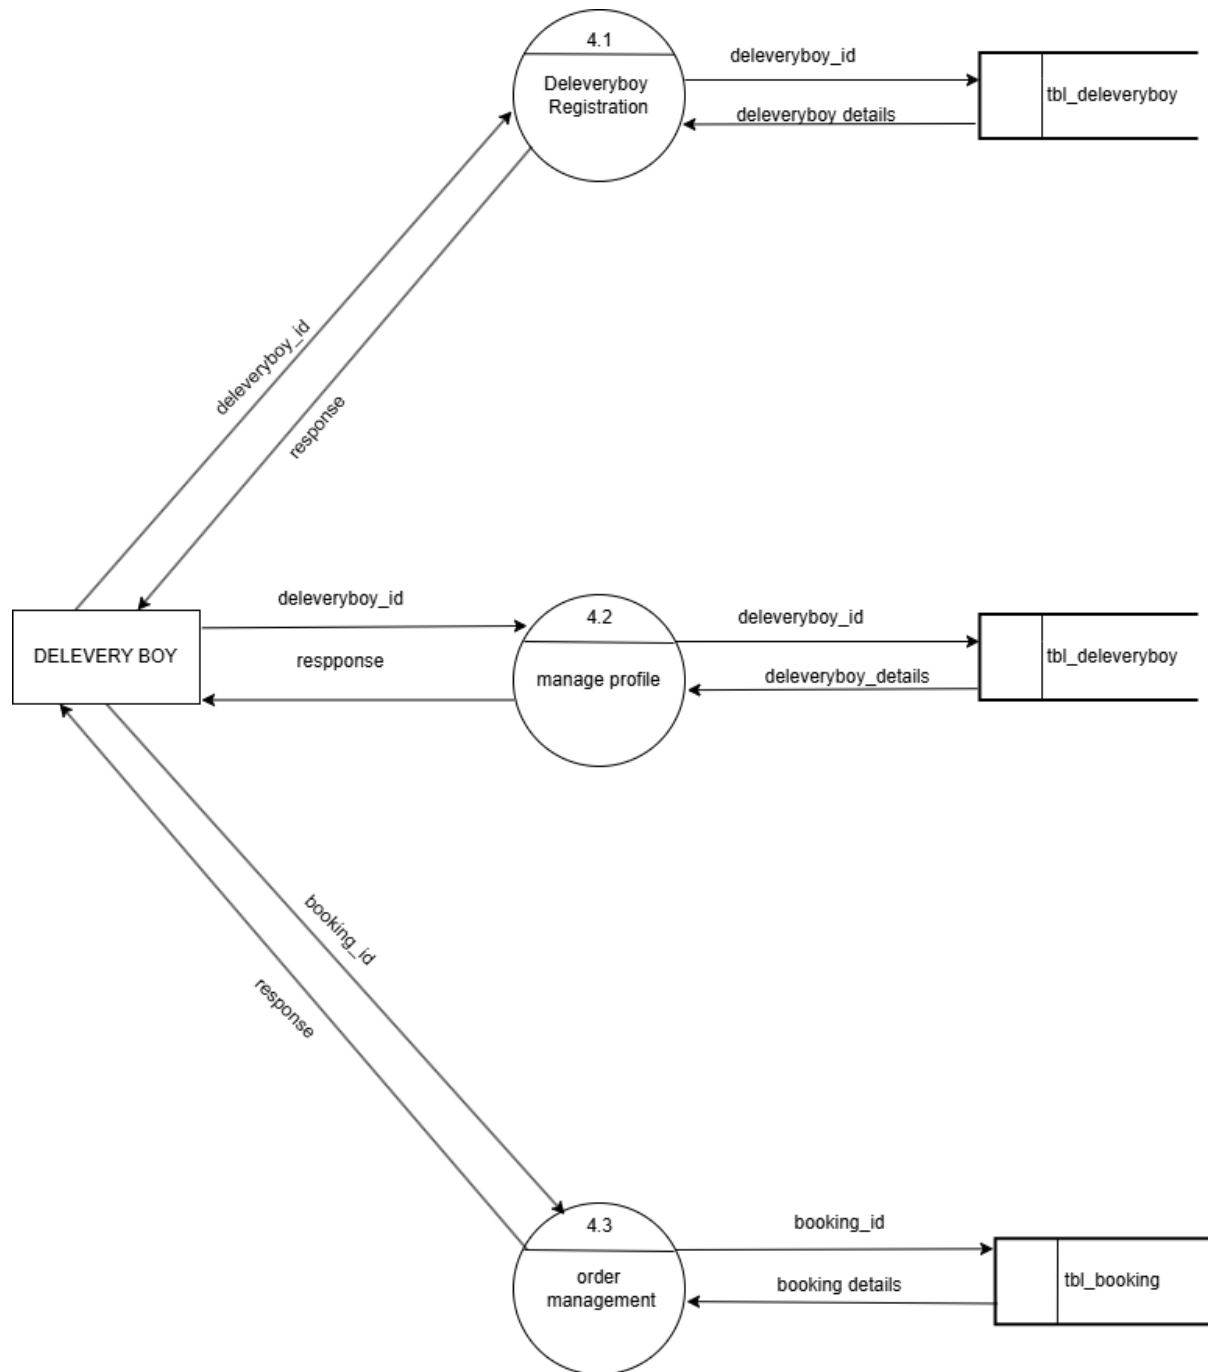 4.1
Deleveryboy
Registration
deleveryboy_id
deleveryboy details
tbl_deleveryboy
deleveryboy_id
response
DELEVERY BOY
deleveryboy_id
respponse
4.2
manage profile
deleveryboy_id
deleveryboy_details
tbl_deleveryboy
booking_id
response
4.3
order
management
booking_id
booking details
tbl_booking